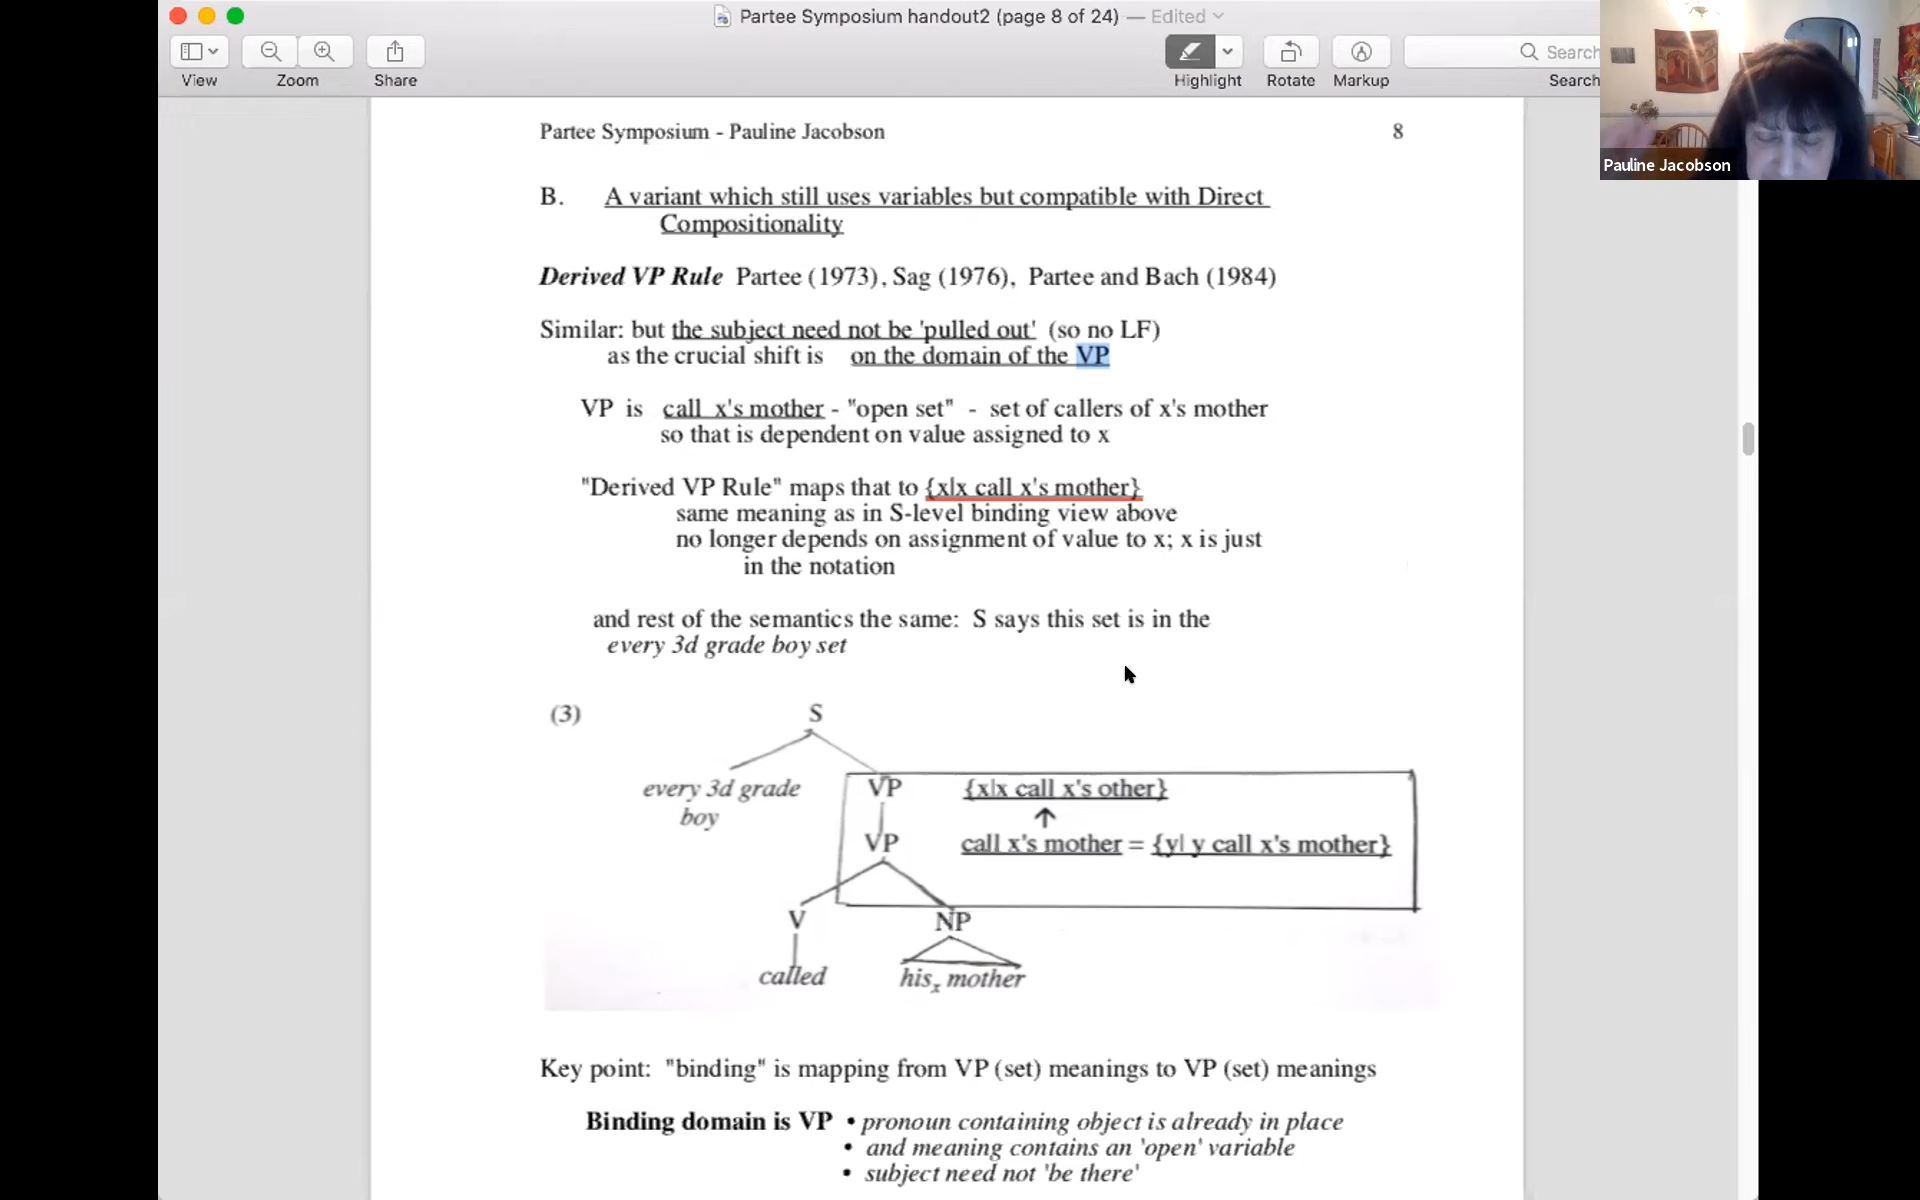 Partee Symposium handout2 (page 8 of 24) — Edited
View
Zoom
Share
Highlight
Rotate
Markup
Search
Search
Pauline Jacobson
Partee Symposium - Pauline Jacobson 8
B. A variant which still uses variables but compatible with Direct
Compositionality
Derived VP Rule Partee (1973), Sag (1976), Partee and Bach (1984)
Similar: but the subject need not be 'pulled out' (so no LF)
as the crucial shift is on the domain of the VP
VP is call x's mother - "open set" - set of callers of x's mother
so that is dependent on value assigned to x
"Derived VP Rule" maps that to {x|x call x's mother}
same meaning as in S-level binding view above
no longer depends on assignment of value to x; x is just
in the notation
and rest of the semantics the same: S says this set is in the
every 3d grade boy set
(3) S
every 3d grade VP {x|x call x's other}
boy ↑
VP call x's mother = {y| y call x's mother}
V NP
called hisₓ mother
Key point: "binding" is mapping from VP (set) meanings to VP (set) meanings
Binding domain is VP • pronoun containing object is already in place
• and meaning contains an 'open' variable
• subject need not 'be there'